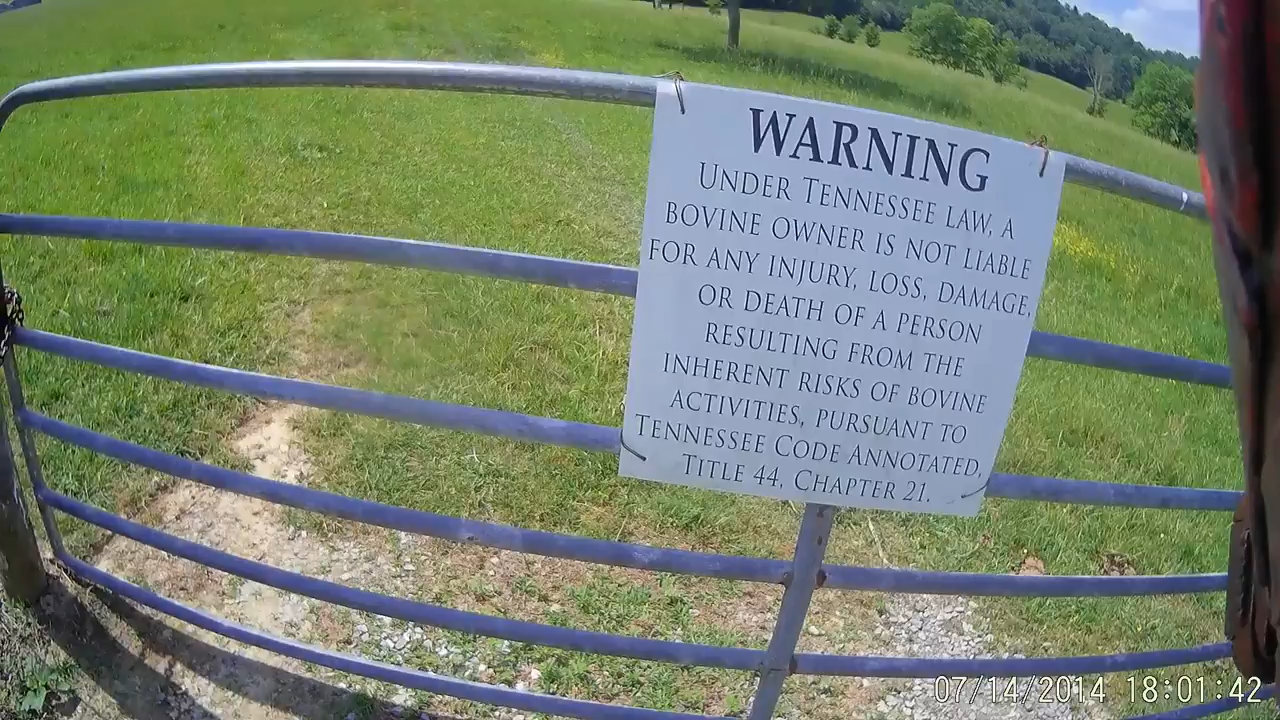 WARNING
UNDER TENNESSEE LAW, A
BOVINE OWNER IS NOT LIABLE
FOR ANY INJURY, LOSS, DAMAGE,
OR DEATH OF A PERSON
RESULTING FROM THE
INHERENT RISKS OF BOVINE
ACTIVITIES, PURSUANT TO
TENNESSEE CODE ANNOTATED,
TITLE 44, CHAPTER 21.
07/14/2014 18:01:42